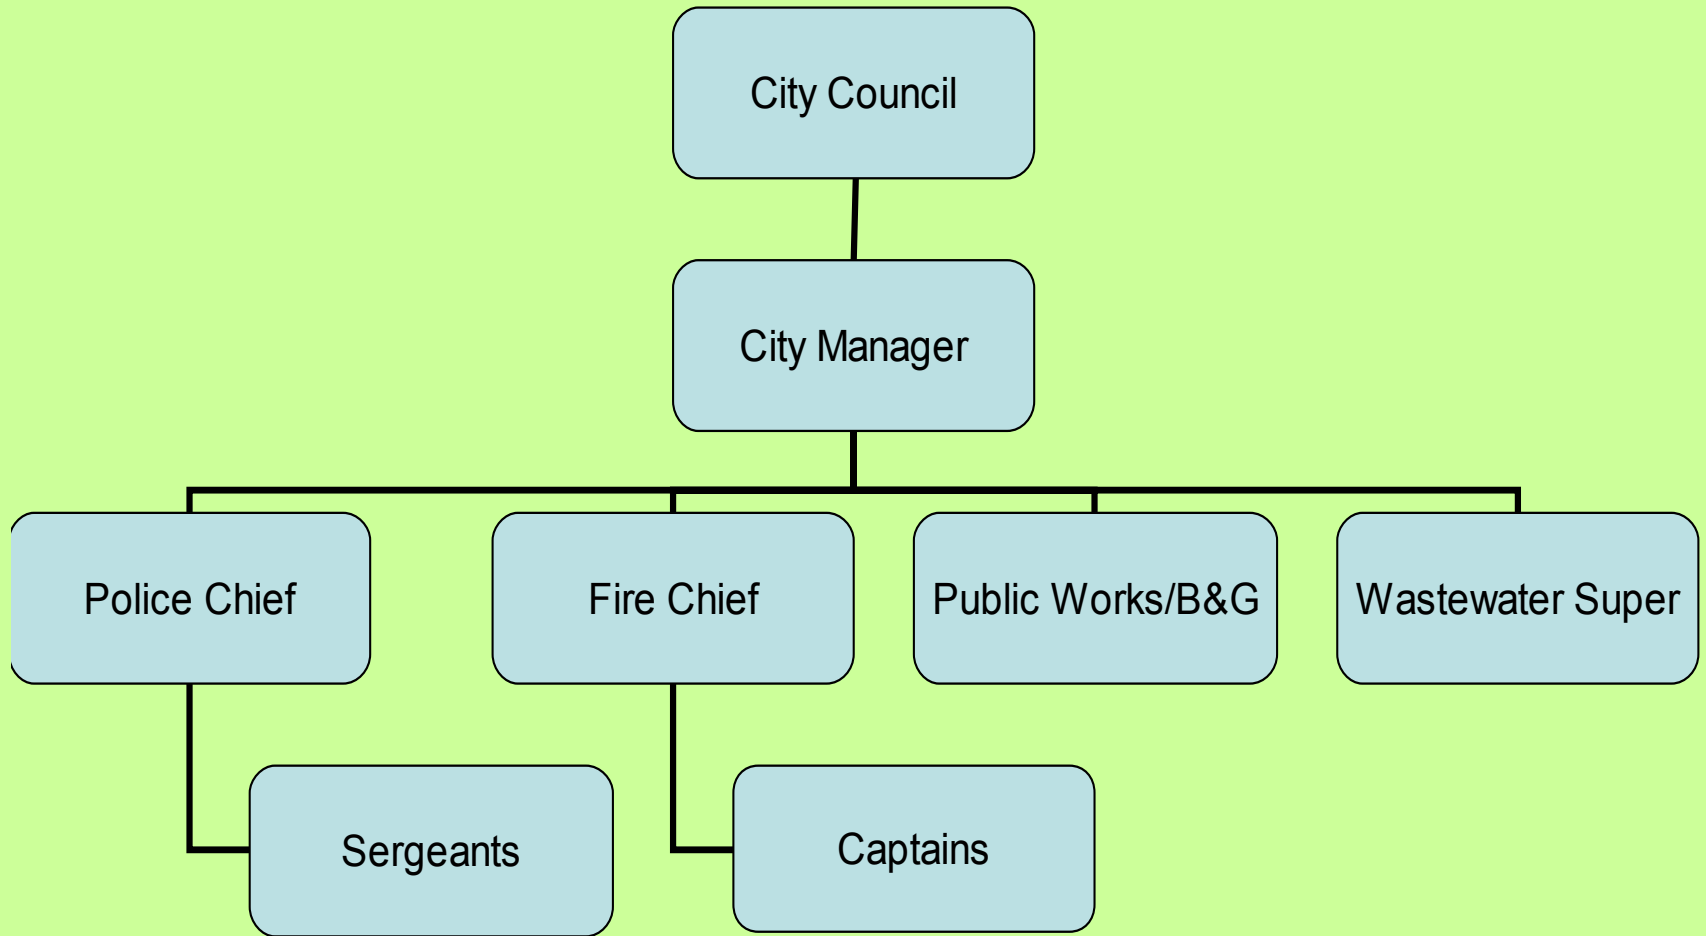 City Council
City Manager
Police Chief
Fire Chief
Public Works/B&G
Wastewater Super
Sergeants
Captains